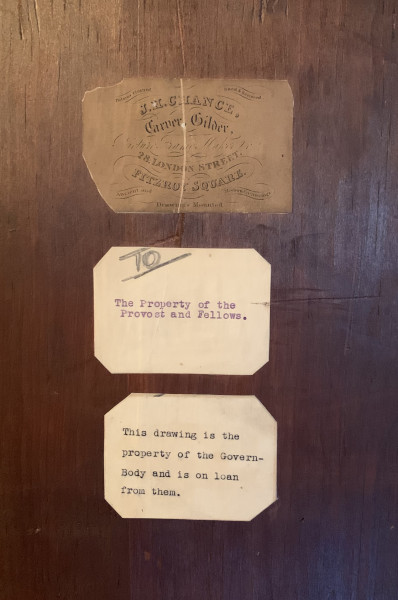 J.H. CHANCE,
Carver, Gilder,
28, LONDON STREET,
FITZROY SQUARE.
Drawings Mounted
TO
The Property of the
Provost and Fellows.
This drawing is the
property of the Govern-
Body and is on loan
from them.